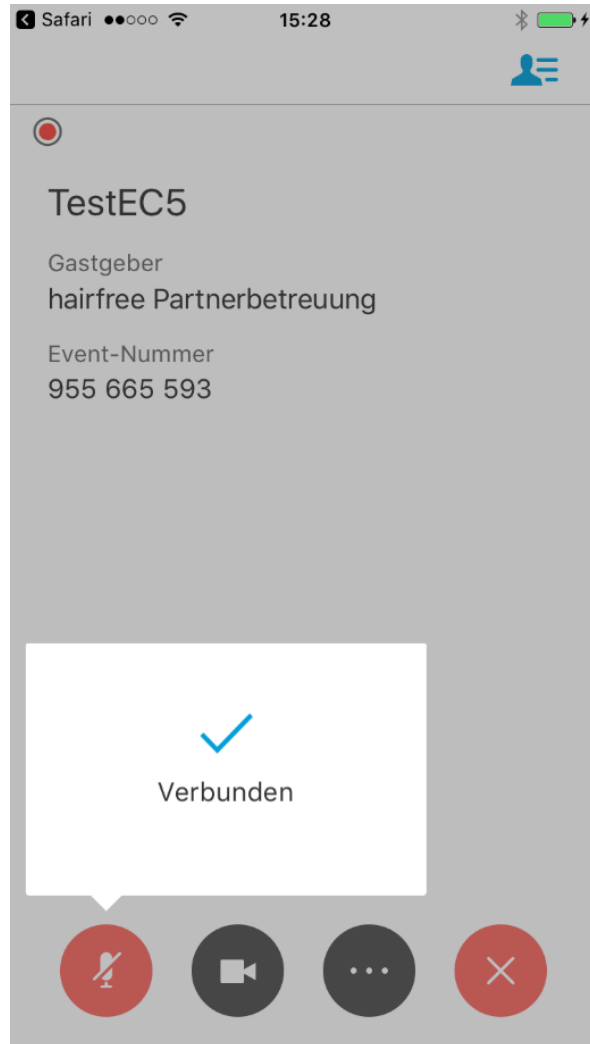 Safari 15:28
TestEC5
Gastgeber
hairfree Partnerbetreuung
Event-Nummer
955 665 593
Verbunden